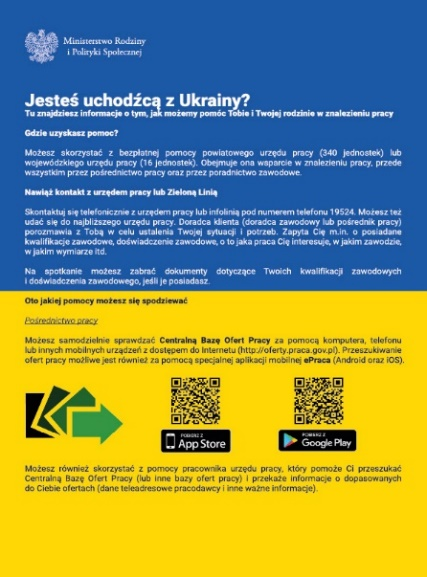 Ministerstwo Rodziny
i Polityki Społecznej
Jesteś uchodźcą z Ukrainy?
Tu znajdziesz informacje o tym, jak możemy pomóc Tobie i Twojej rodzinie w znalezieniu pracy
Gdzie uzyskasz pomoc?
Możesz skorzystać z bezpłatnej pomocy powiatowego urzędu pracy (340 jednostek) lub
wojewódzkiego urzędu pracy (16 jednostek). Obejmuje ona wsparcie w znalezieniu pracy, przede
wszystkim przez pośrednictwo pracy oraz przez poradnictwo zawodowe.
Nawiąż kontakt z urzędem pracy lub Zieloną Linią
Skontaktuj się telefonicznie z urzędem pracy lub infolinią pod numerem telefonu 19524. Możesz też
udać się do najbliższego urzędu pracy. Doradca klienta (doradca zawodowy lub pośrednik pracy)
porozmawia z Tobą w celu ustalenia Twojej sytuacji i potrzeb. Zapyta Cię m.in. o posiadane
kwalifikacje zawodowe, doświadczenie zawodowe, o to jaka praca Cię interesuje, w jakim zawodzie,
w jakim wymiarze itd.
Na spotkanie możesz zabrać dokumenty dotyczące Twoich kwalifikacji zawodowych
i doświadczenia zawodowego, jeśli je posiadasz.
Oto jakiej pomocy możesz się spodziewać
Pośrednictwo pracy
Możesz samodzielnie sprawdzać Centralną Bazę Ofert Pracy za pomocą komputera, telefonu
lub innych mobilnych urządzeń z dostępem do Internetu (http://oferty.praca.gov.pl). Przeszukiwanie
ofert pracy możliwe jest również za pomocą specjalnej aplikacji mobilnej ePraca (Android oraz iOS).
POBIERZ Z
App Store
POBIERZ Z
Google Play
Możesz również skorzystać z pomocy pracownika urzędu pracy, który pomoże Ci przeszukać
Centralną Bazę Ofert Pracy (lub inne bazy ofert pracy) i przekaże informacje o dopasowanych
do Ciebie ofertach (dane teleadresowe pracodawcy i inne ważne informacje).